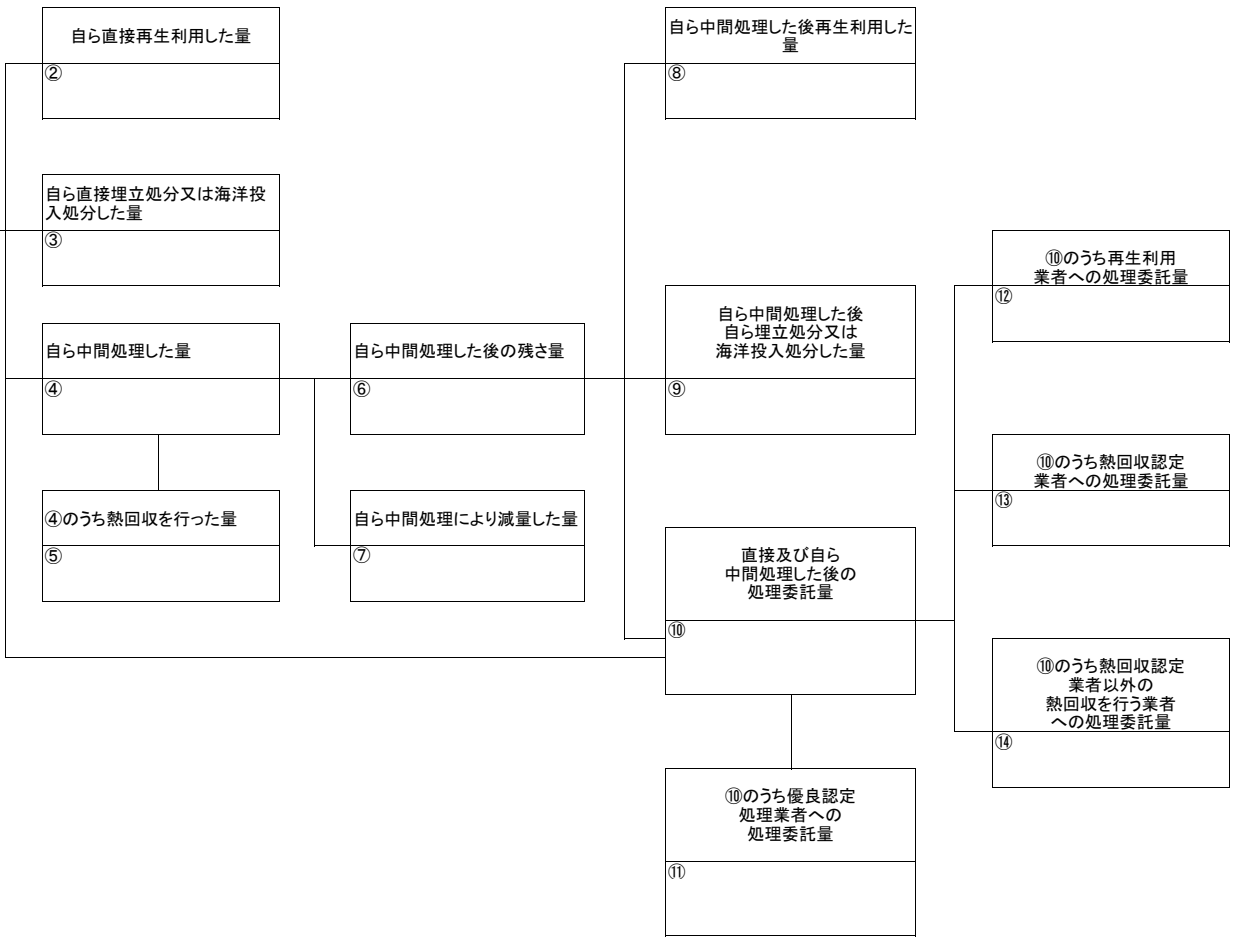 自ら直接再生利用した量
②
自ら直接埋立処分又は海洋投
入処分した量
③
自ら中間処理した量
④
④のうち熱回収を行った量
⑤
自ら中間処理した後の残さ量
⑥
自ら中間処理により減量した量
⑦
自ら中間処理した後再生利用した
量
⑧
自ら中間処理した後
自ら埋立処分又は
海洋投入処分した量
⑨
直接及び自ら
中間処理した後の
処理委託量
⑩
⑩のうち優良認定
処理業者への
処理委託量
⑪
⑩のうち再生利用
業者への処理委託量
⑫
⑩のうち熱回収認定
業者への処理委託量
⑬
⑩のうち熱回収認定
業者以外の
熱回収を行う業者
への処理委託量
⑭